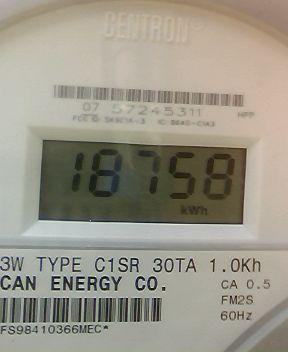 CENTRON®
07 57245311 HPP
18758
kWh
3W TYPE C1SR 30TA 1.0Kh
CAN ENERGY CO. CA 0.5
FM2S
60Hz
FS98410366MEC*